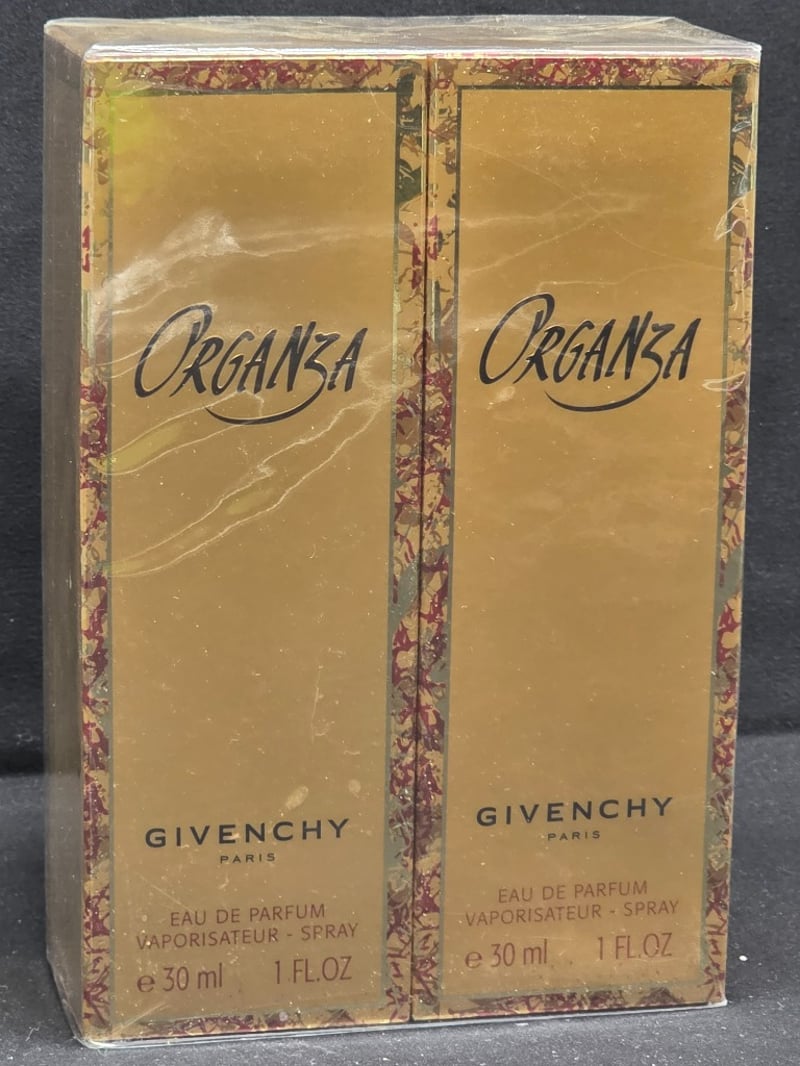 ORGANZA
GIVENCHY
PARIS
EAU DE PARFUM
VAPORISATEUR - SPRAY
e 30 ml 1 FL.OZ
ORGANZA
GIVENCHY
PARIS
EAU DE PARFUM
VAPORISATEUR - SPRAY
e 30 ml 1 FL.OZ